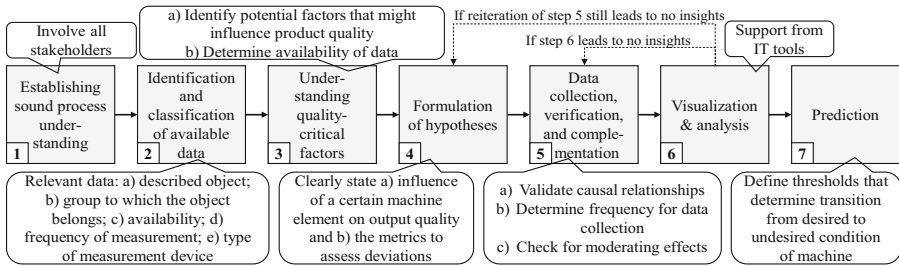 Involve all
stakeholders
a) Identify potential factors that might
influence product quality
b) Determine availability of data
If reiteration of step 5 still leads to no insights
If step 6 leads to no insights
Support from
IT tools
Establishing
sound process
under-
standing
1
Identification
and
classification
of available
data
2
Under-
standing
quality-
critical
factors
3
Formulation
of hypotheses
4
Data
collection,
verification,
and comple-
mentation
5
Visualization
& analysis
6
Prediction
7
Relevant data: a) described object;
b) group to which the object
belongs; c) availability; d)
frequency of measurement; e) type
of measurement device
Clearly state a) influence
of a certain machine
element on output quality
and b) the metrics to
assess deviations
a) Validate causal relationships
b) Determine frequency for data
collection
c) Check for moderating effects
Define thresholds that
determine transition
from desired to
undesired condition
of machine